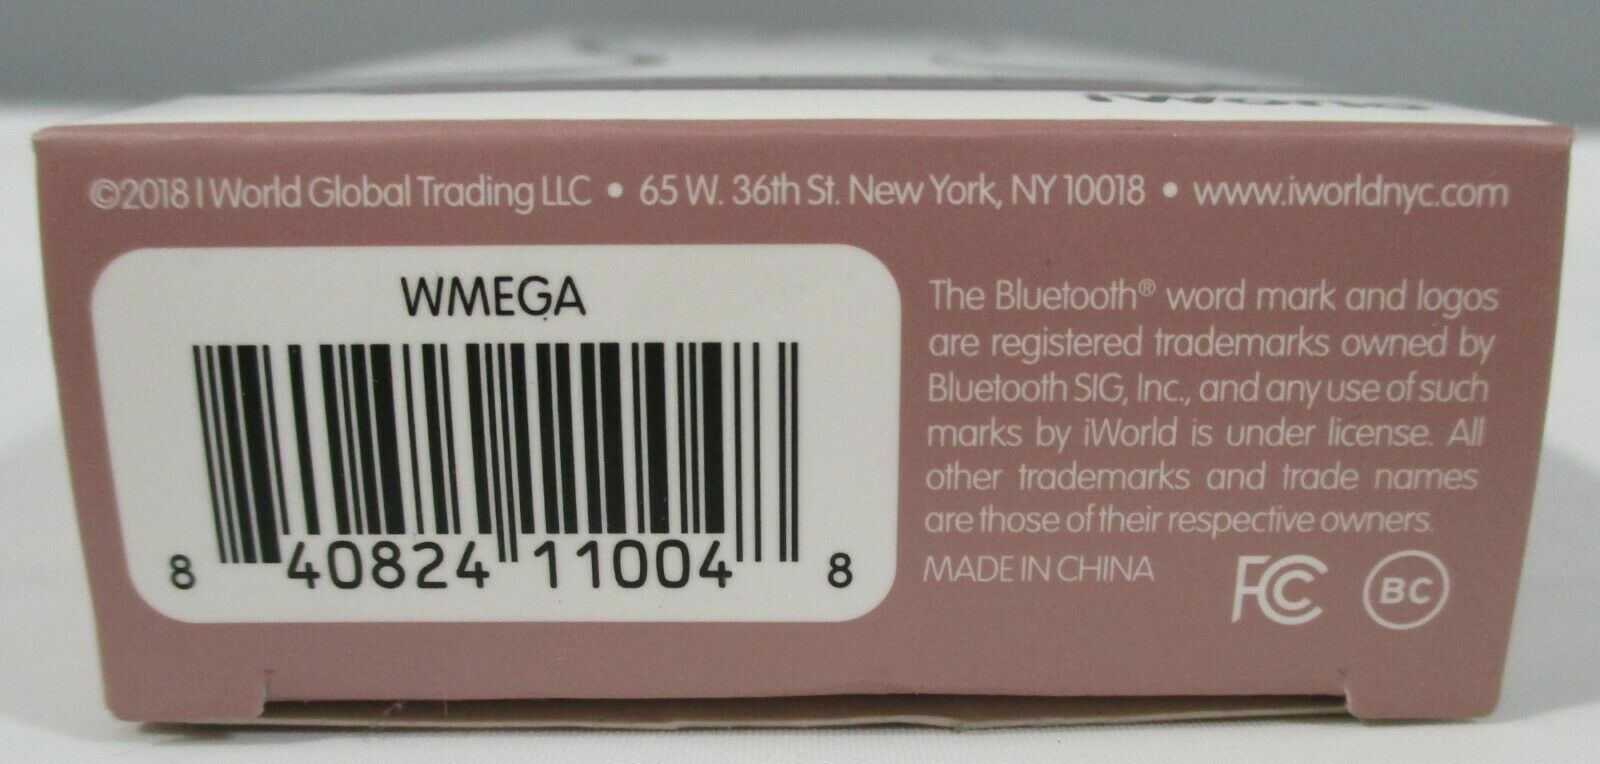 iWorld
©2018 I World Global Trading LLC • 65 W. 36th St. New York, NY 10018 • www.iworldnyc.com
WMEGA
8 40824 11004 8
The Bluetooth® word mark and logos
are registered trademarks owned by
Bluetooth SIG, Inc., and any use of such
marks by iWorld is under license. All
other trademarks and trade names
are those of their respective owners.
MADE IN CHINA
FC
BC